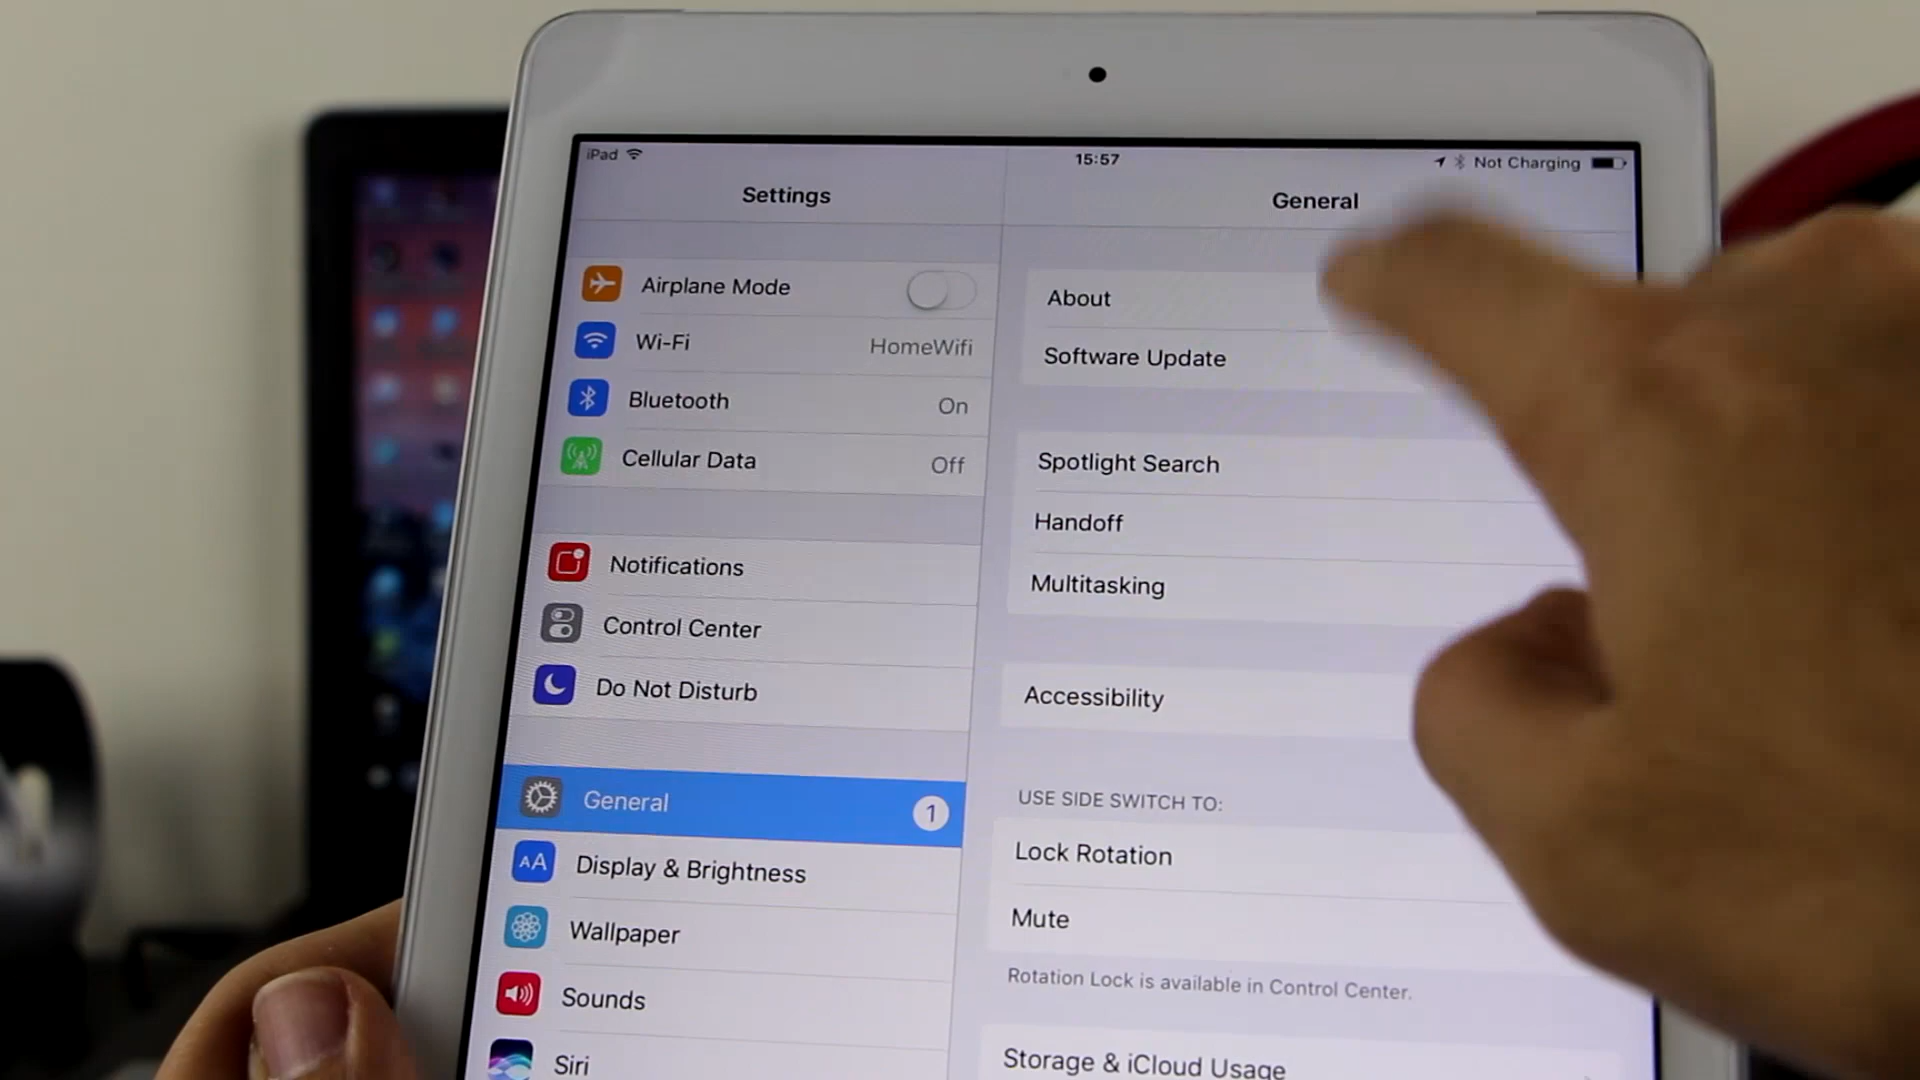 iPad
15:57
Not Charging
Settings
General
Airplane Mode
Wi-Fi HomeWifi
Bluetooth On
Cellular Data Off
Notifications
Control Center
Do Not Disturb
General 1
AA Display & Brightness
Wallpaper
Sounds
Siri
About
Software Update
Spotlight Search
Handoff
Multitasking
Accessibility
USE SIDE SWITCH TO:
Lock Rotation
Mute
Rotation Lock is available in Control Center.
Storage & iCloud Usage